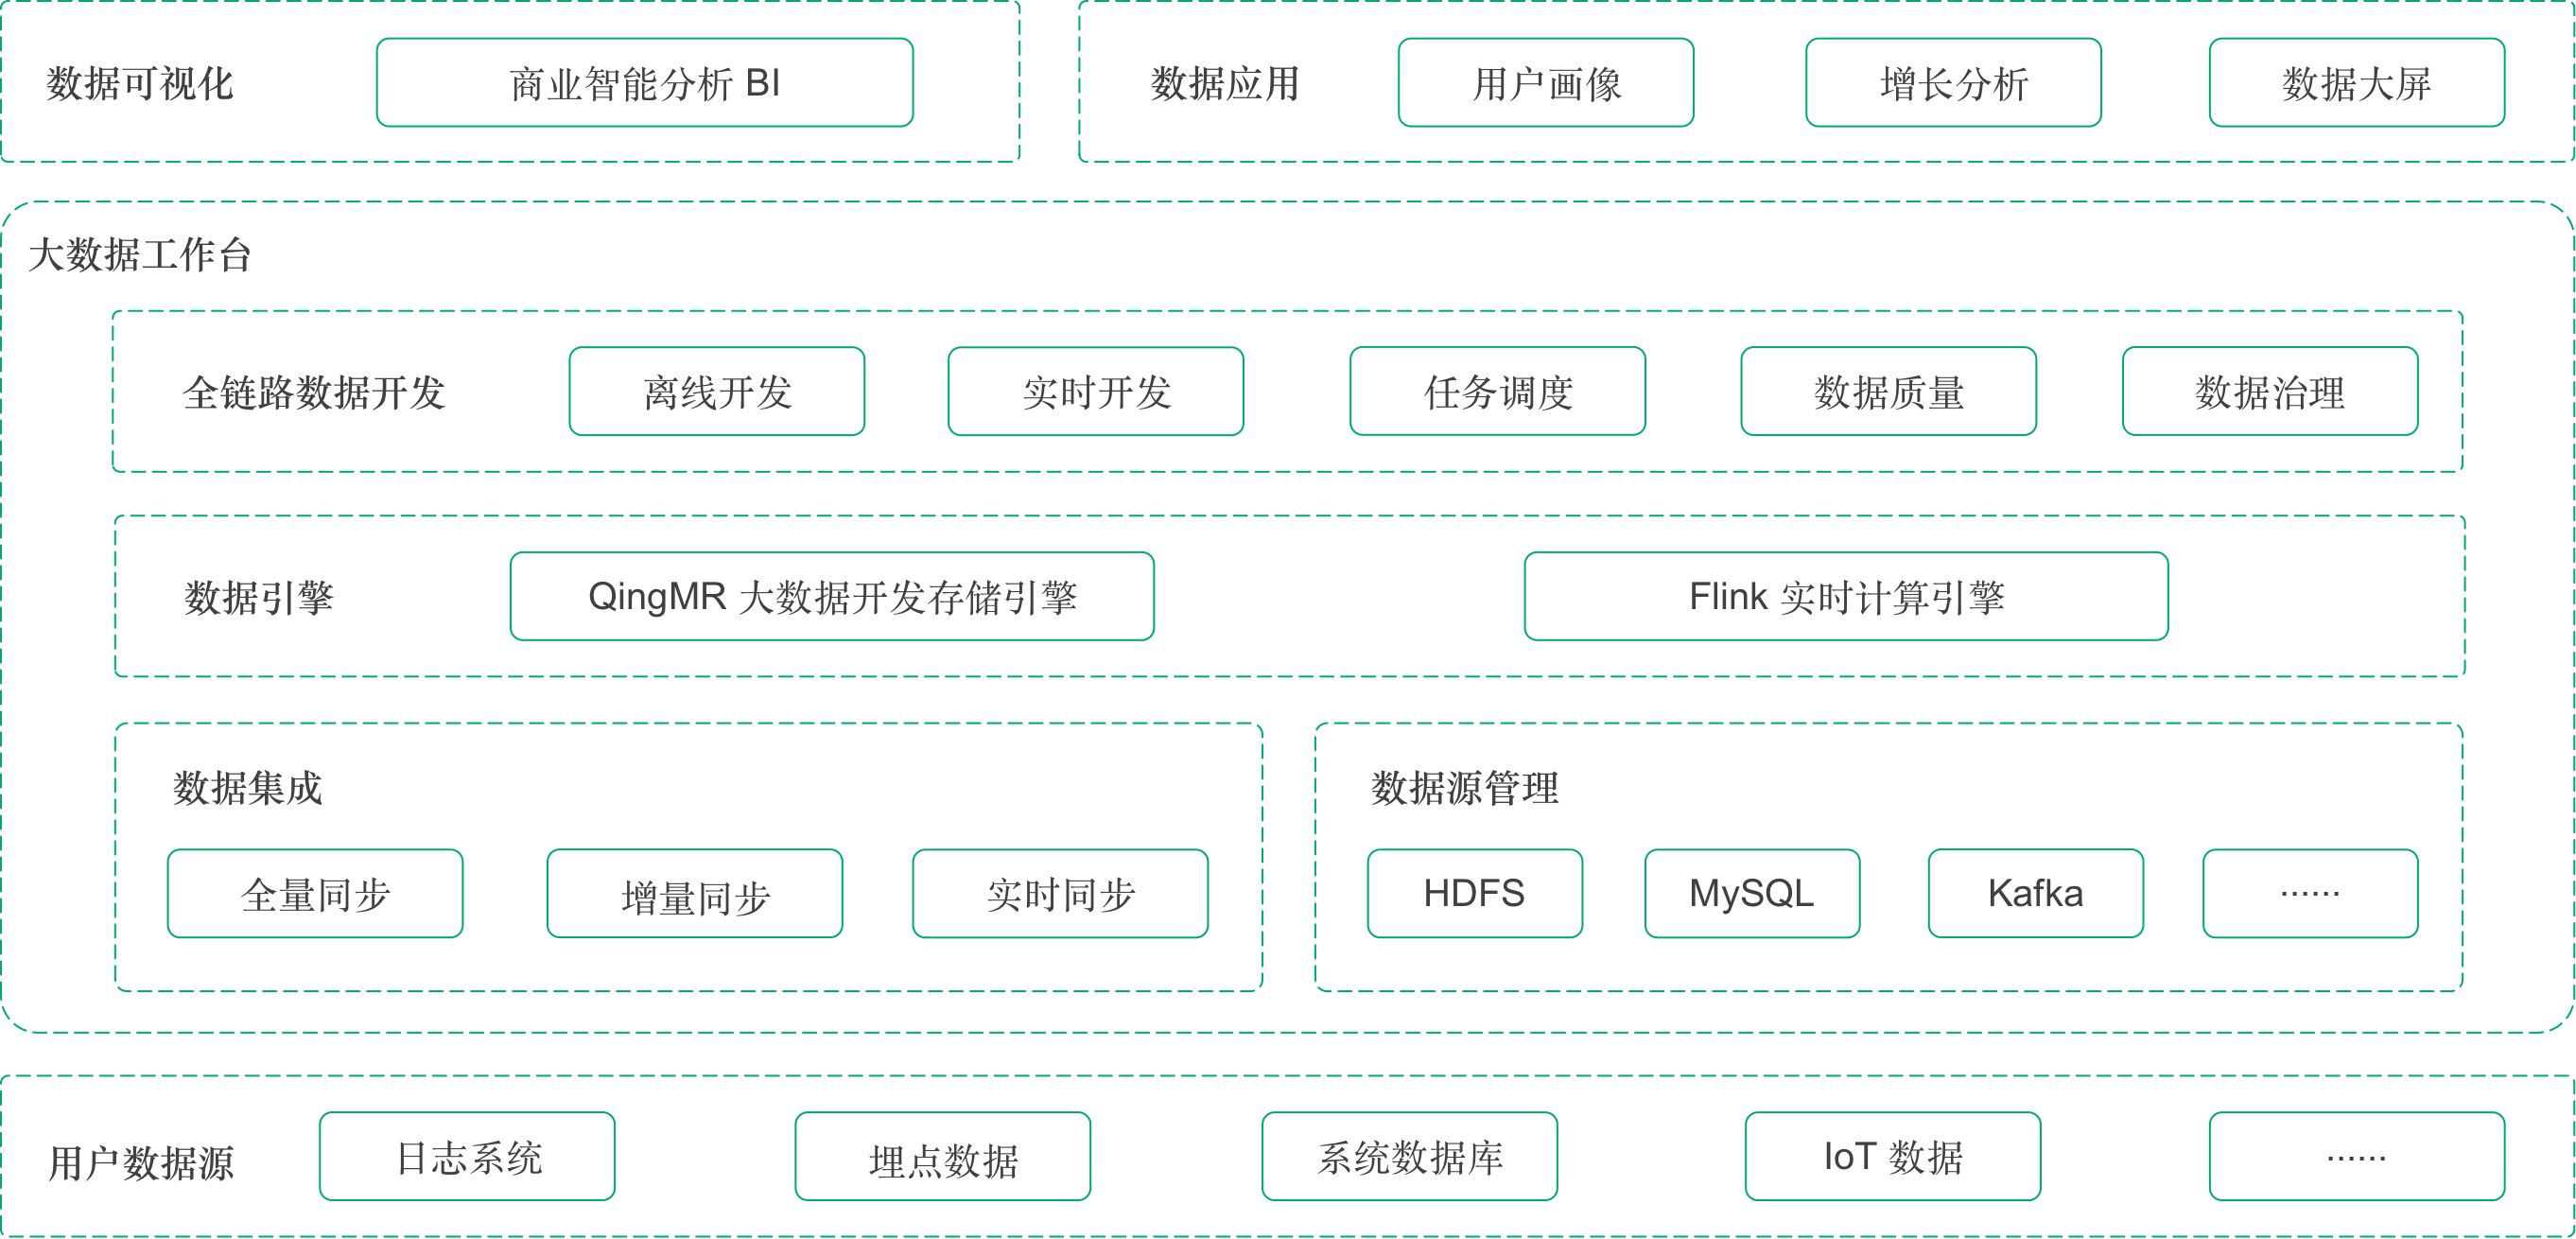 数据可视化
商业智能分析 BI
数据应用
用户画像
增长分析
数据大屏
大数据工作台
全链路数据开发
离线开发
实时开发
任务调度
数据质量
数据治理
数据引擎
QingMR 大数据开发存储引擎
Flink 实时计算引擎
数据集成
全量同步
增量同步
实时同步
数据源管理
HDFS
MySQL
Kafka
······
用户数据源
日志系统
埋点数据
系统数据库
IoT 数据
······